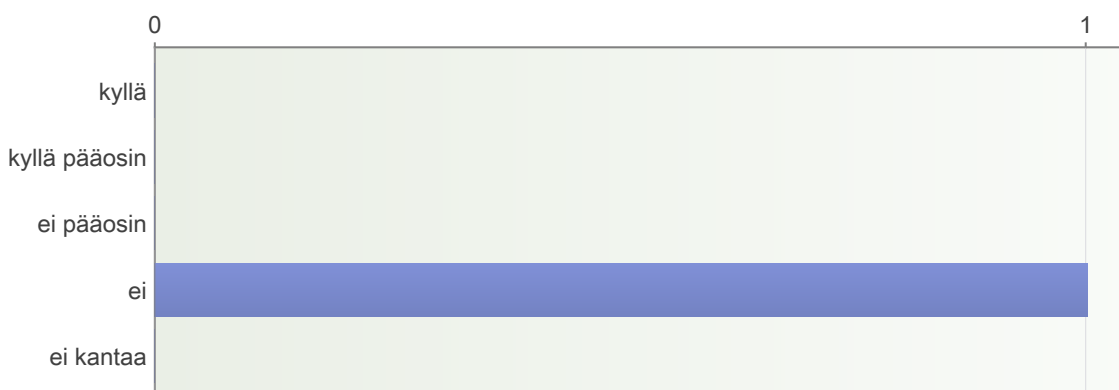 0 1
kyllä
kyllä pääosin
ei pääosin
ei
ei kantaa